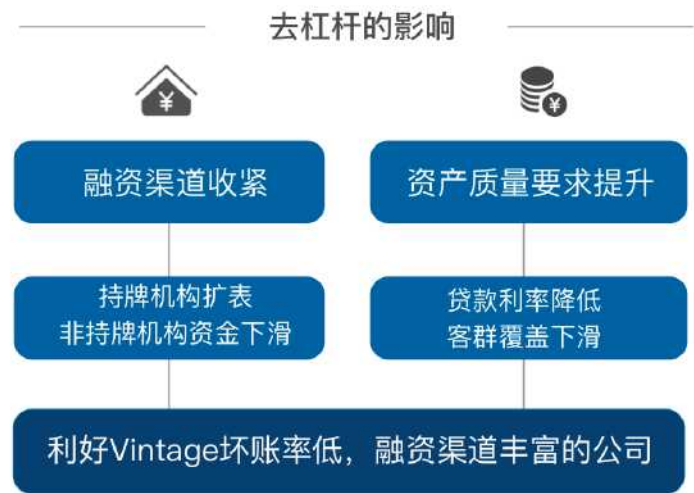 去杠杆的影响
¥
¥
融资渠道收紧
资产质量要求提升
持牌机构扩表
非持牌机构资金下滑
贷款利率降低
客群覆盖下滑
利好Vintage坏账率低，融资渠道丰富的公司